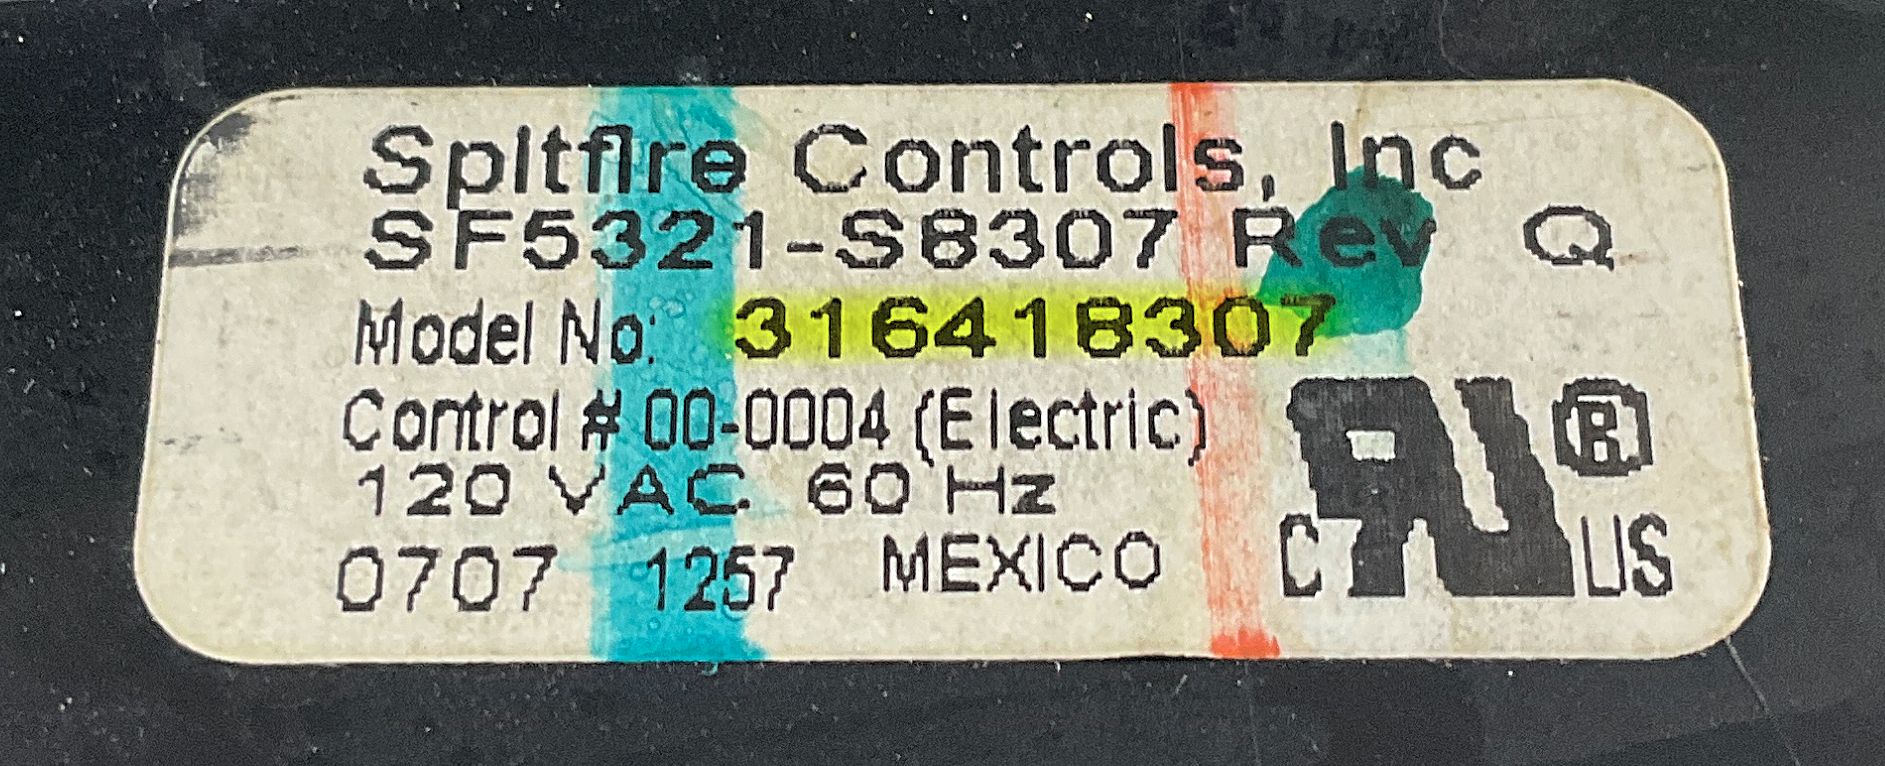 Spitfire Controls, Inc
SF5321-S8307 Rev Q
Model No: 316418307
Control # 00-0004 (Electric)
120 VAC 60 Hz
0707 1257 MEXICO
C RU US ®